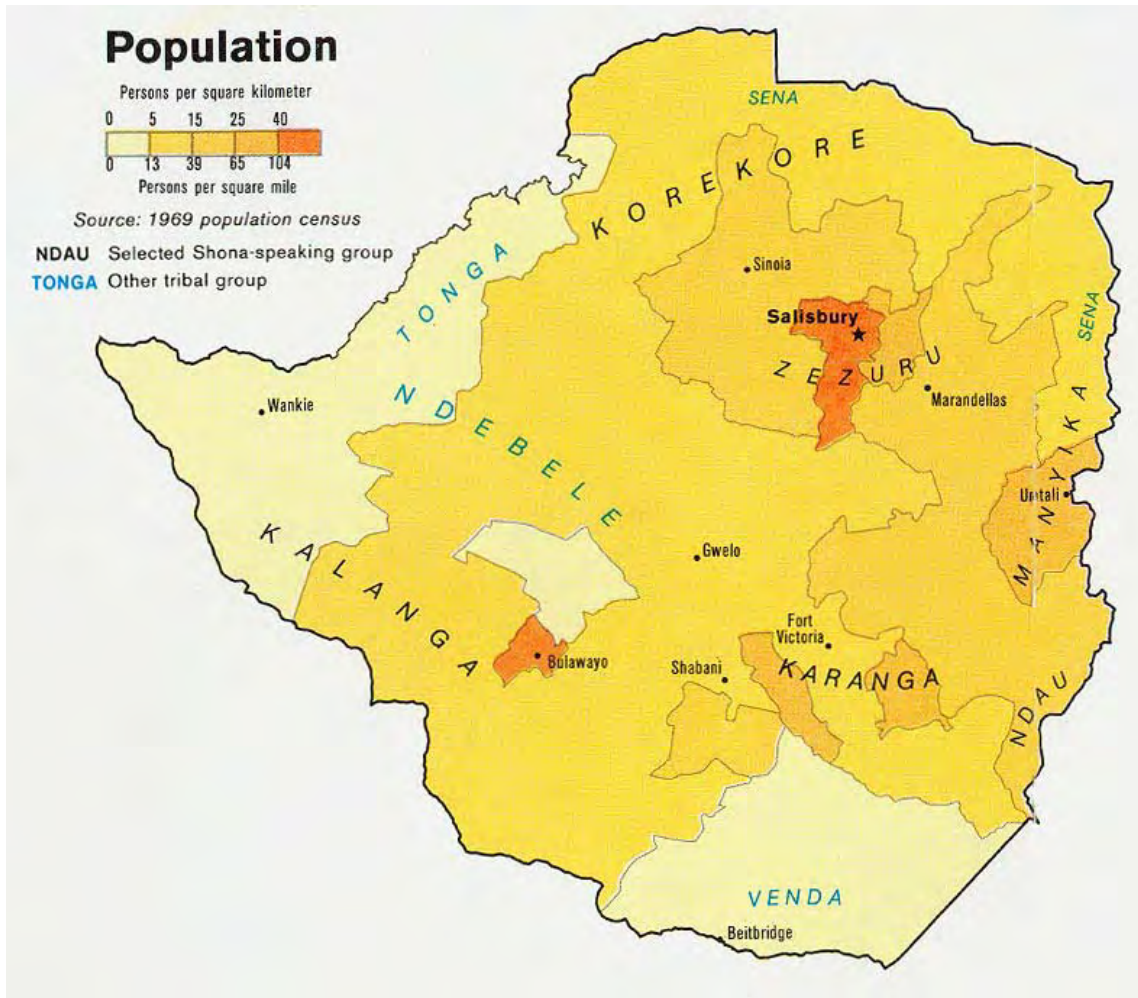 Population
Persons per square kilometer
0 5 15 25 40
0 13 39 65 104
Persons per square mile
Source: 1969 population census
NDAU Selected Shona-speaking group
TONGA Other tribal group
SENA
KOREKORE
TONGA
Sinoia
Salisbury
SENA
ZEZURU
Marandellas
Wankie
NDEBELE
MANYIKA
Umtali
KALANGA
Gwelo
Fort
Victoria
Bulawayo
Shabani
KARANGA
NDAU
VENDA
Beitbridge